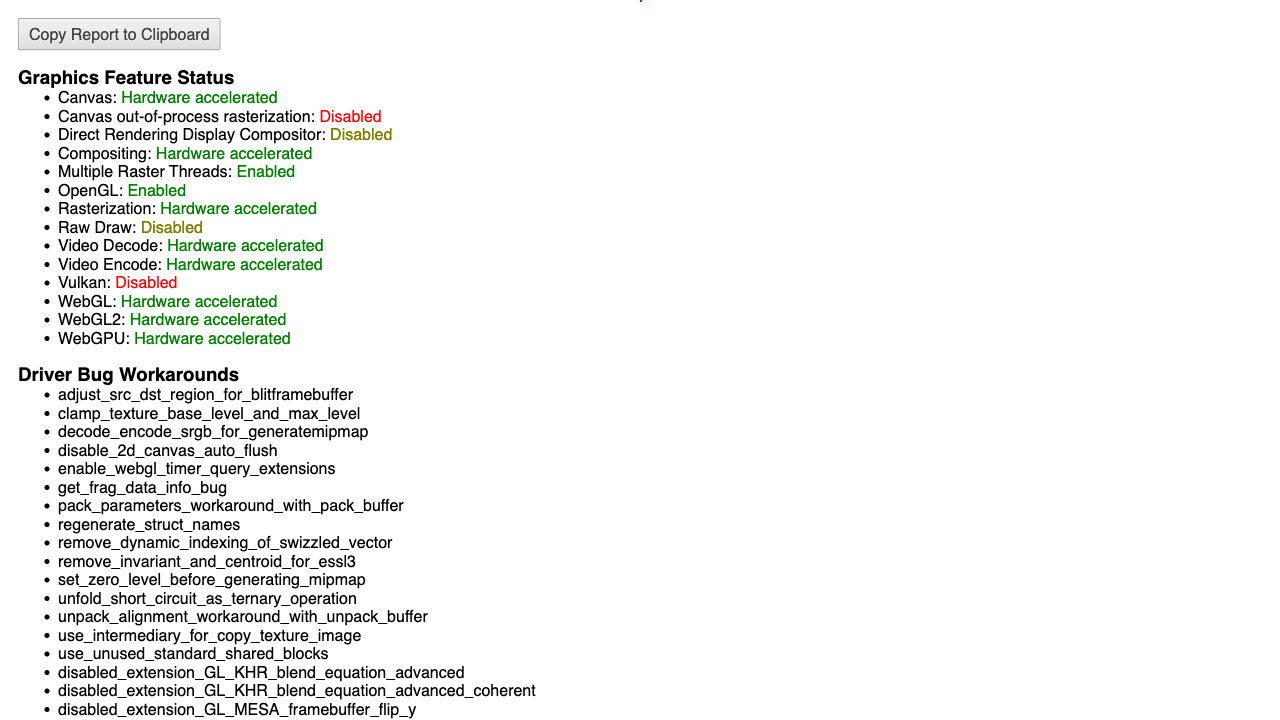 Copy Report to Clipboard
Graphics Feature Status
Canvas: Hardware accelerated
Canvas out-of-process rasterization: Disabled
Direct Rendering Display Compositor: Disabled
Compositing: Hardware accelerated
Multiple Raster Threads: Enabled
OpenGL: Enabled
Rasterization: Hardware accelerated
Raw Draw: Disabled
Video Decode: Hardware accelerated
Video Encode: Hardware accelerated
Vulkan: Disabled
WebGL: Hardware accelerated
WebGL2: Hardware accelerated
WebGPU: Hardware accelerated
Driver Bug Workarounds
adjust_src_dst_region_for_blitframebuffer
clamp_texture_base_level_and_max_level
decode_encode_srgb_for_generatemipmap
disable_2d_canvas_auto_flush
enable_webgl_timer_query_extensions
get_frag_data_info_bug
pack_parameters_workaround_with_pack_buffer
regenerate_struct_names
remove_dynamic_indexing_of_swizzled_vector
remove_invariant_and_centroid_for_essl3
set_zero_level_before_generating_mipmap
unfold_short_circuit_as_ternary_operation
unpack_alignment_workaround_with_unpack_buffer
use_intermediary_for_copy_texture_image
use_unused_standard_shared_blocks
disabled_extension_GL_KHR_blend_equation_advanced
disabled_extension_GL_KHR_blend_equation_advanced_coherent
disabled_extension_GL_MESA_framebuffer_flip_y